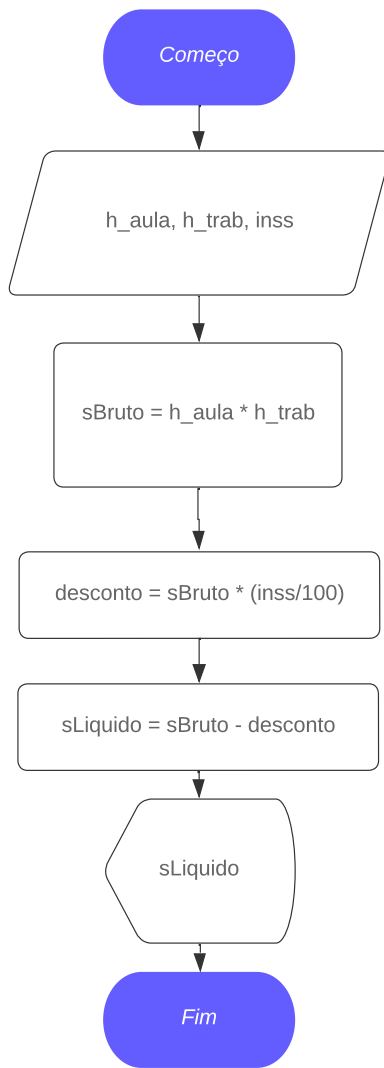 Começo
h_aula, h_trab, inss
sBruto = h_aula * h_trab
desconto = sBruto * (inss/100)
sLiquido = sBruto - desconto
sLiquido
Fim